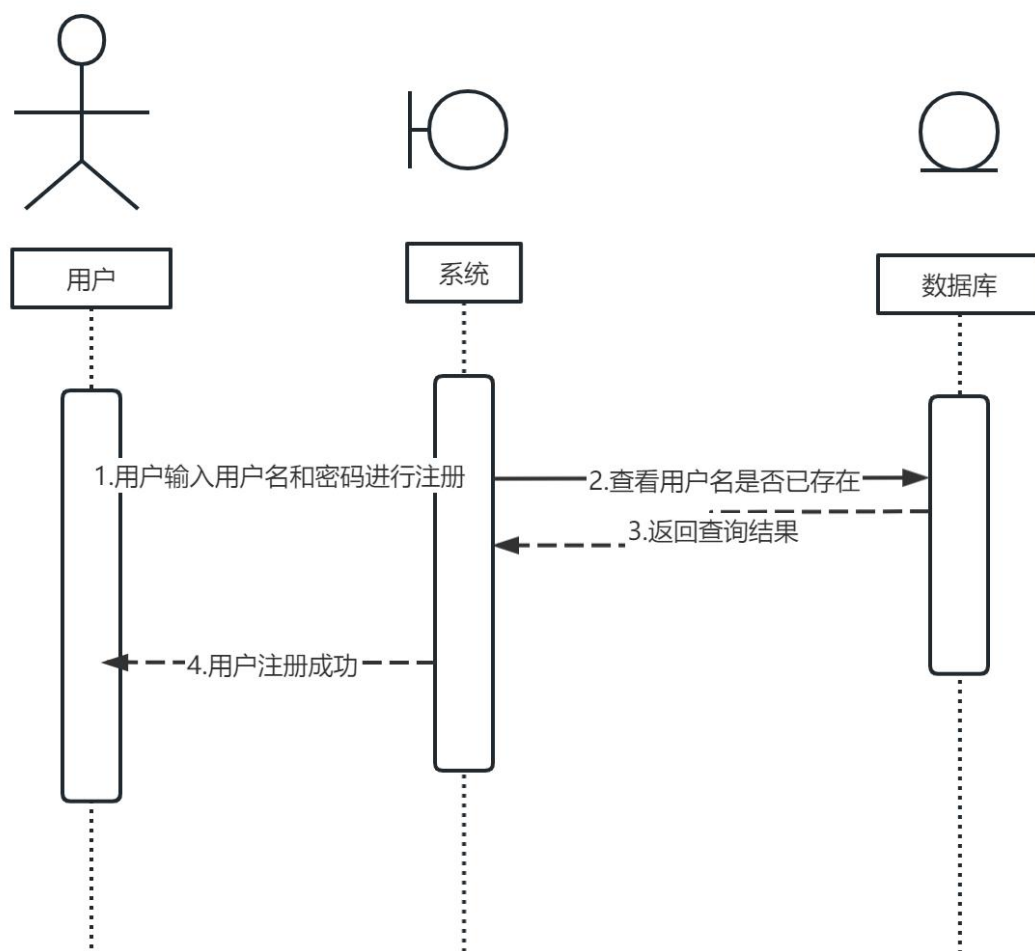 用户
系统
数据库
1.用户输入用户名和密码进行注册
2.查看用户名是否已存在
3.返回查询结果
4.用户注册成功